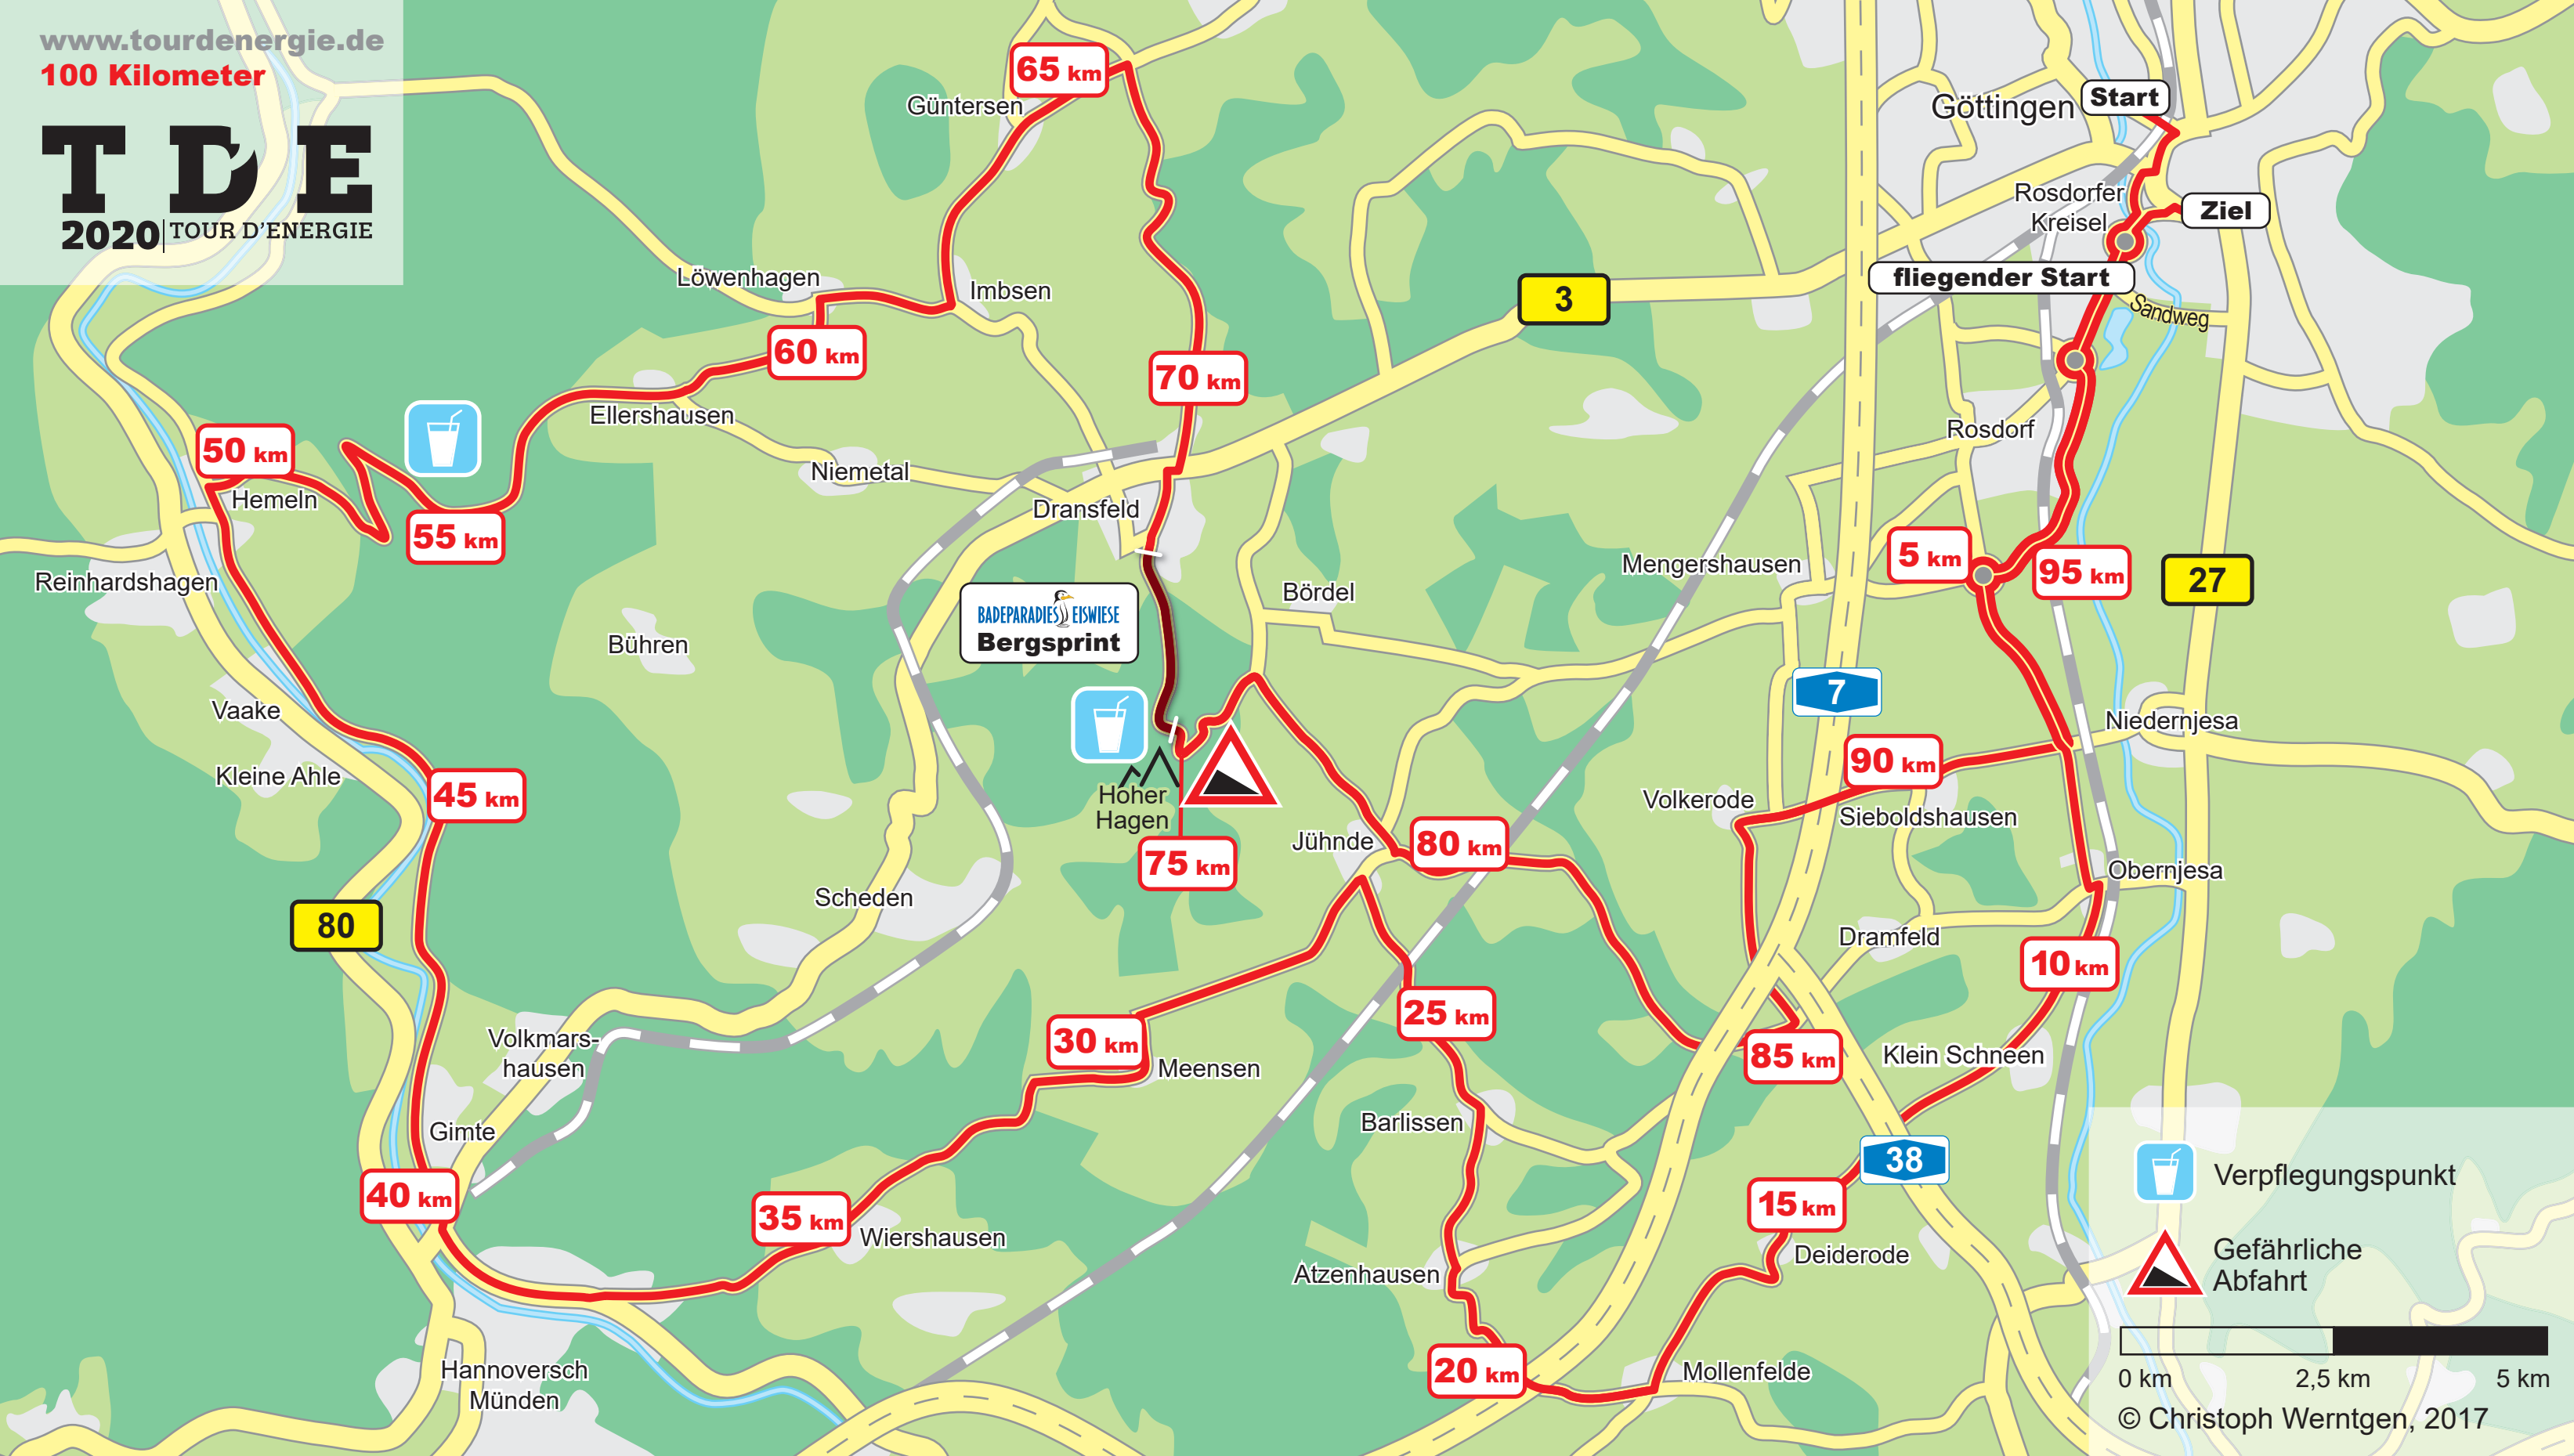 www.tourdenergie.de
100 Kilometer
TDE
2020 TOUR D'ENERGIE
65 km
Güntersen
Göttingen
Start
Rosdorfer
Kreisel
Ziel
fliegender Start
Sandweg
Löwenhagen
Imbsen
3
60 km
70 km
Ellershausen
Rosdorf
50 km
Hemeln
Niemetal
Dransfeld
55 km
Reinhardshagen
Mengershausen
5 km
95 km
27
Bördel
BADEPARADIES EISWIESE
Bergsprint
Bühren
7
Vaake
Niedernjesa
Kleine Ahle
90 km
45 km
Hoher
Hagen
Volkerode
Sieboldshausen
75 km
Jühnde
80 km
Obernjesa
80
Scheden
Dramfeld
10 km
25 km
30 km
Volkmars-
hausen
Meensen
85 km
Klein Schneen
Gimte
Barlissen
38
40 km
35 km
Wiershausen
15 km
Deiderode
Atzenhausen
20 km
Mollenfelde
Hannoversch
Münden
Verpflegungspunkt
Gefährliche
Abfahrt
0 km 2,5 km 5 km
© Christoph Werntgen, 2017